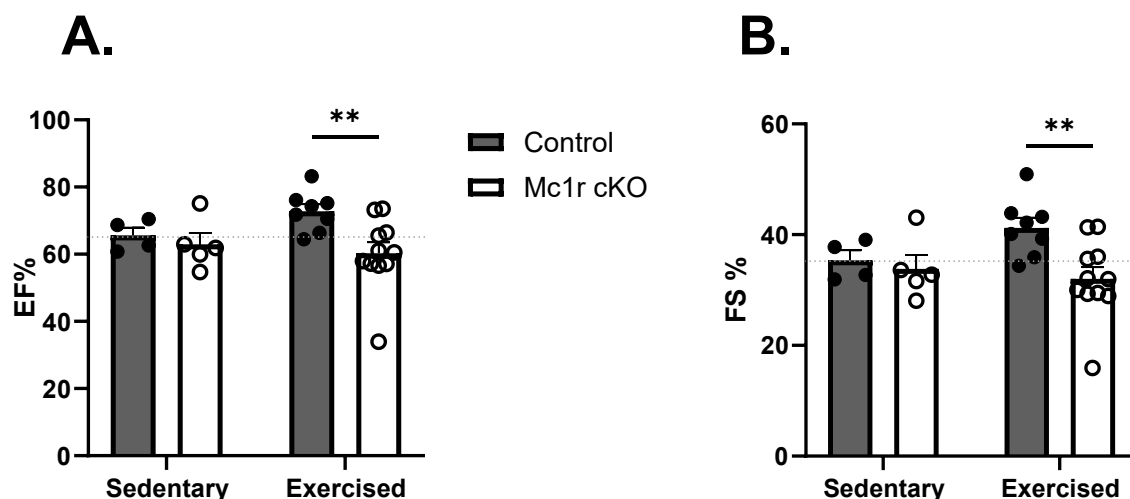 A.
EF%
100
80
60
40
20
0
**
Sedentary Exercised
Control
Mc1r cKO
B.
FS %
60
40
20
0
**
Sedentary Exercised